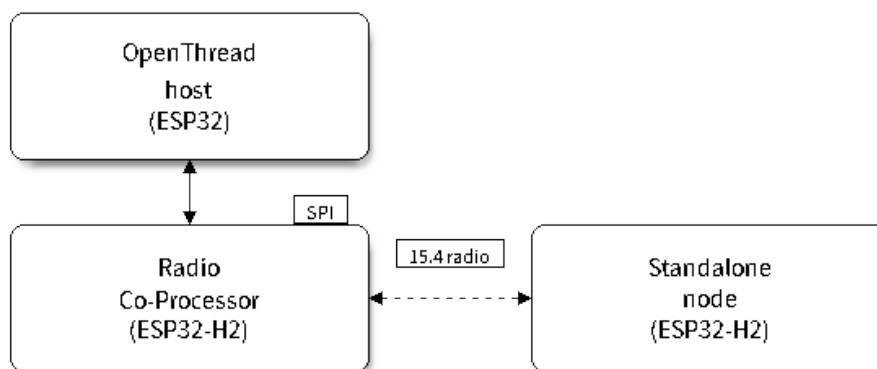 OpenThread
host
(ESP32)
SPI
Radio
Co-Processor
(ESP32-H2)
15.4 radio
Standalone
node
(ESP32-H2)